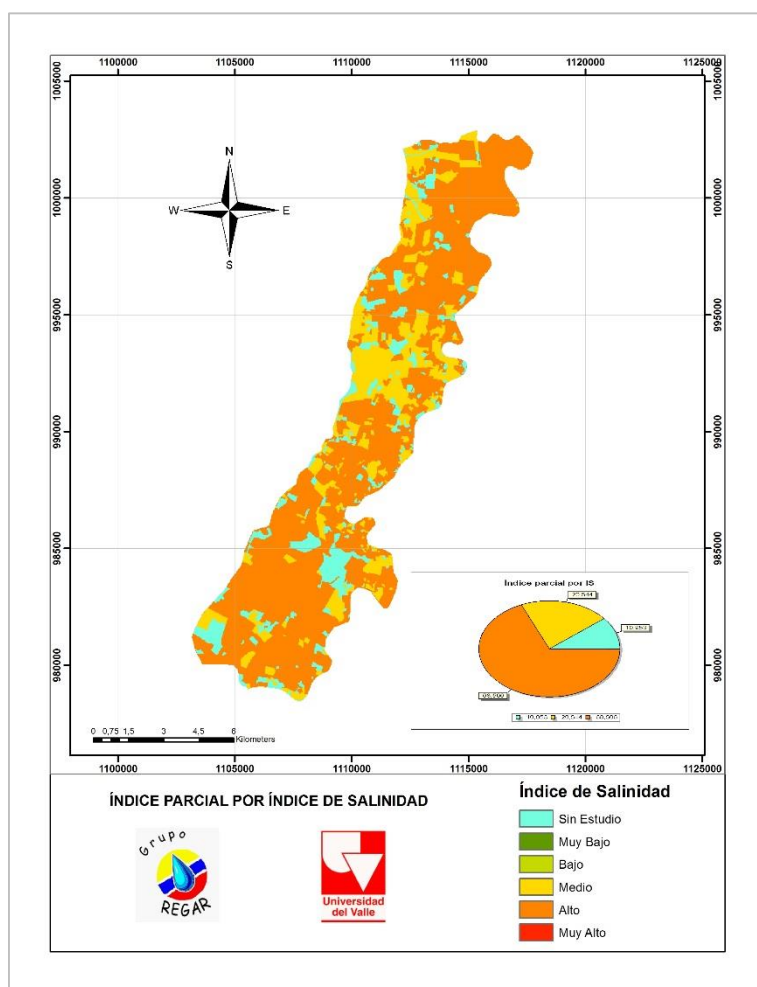 1100000 1105000 1110000 1115000 1120000 1125000
1005000 1005000
N
W E
S
1000000 1000000
995000 995000
990000 990000
985000 985000
Indice parcial por IS
980000 980000
0 0,75 1,5 3 4,5 6
Kilometers
1100000 1105000 1110000 1115000 1120000 1125000
ÍNDICE PARCIAL POR ÍNDICE DE SALINIDAD
Grupo
REGAR
Universidad
del Valle
Índice de Salinidad
Sin Estudio
Muy Bajo
Bajo
Medio
Alto
Muy Alto